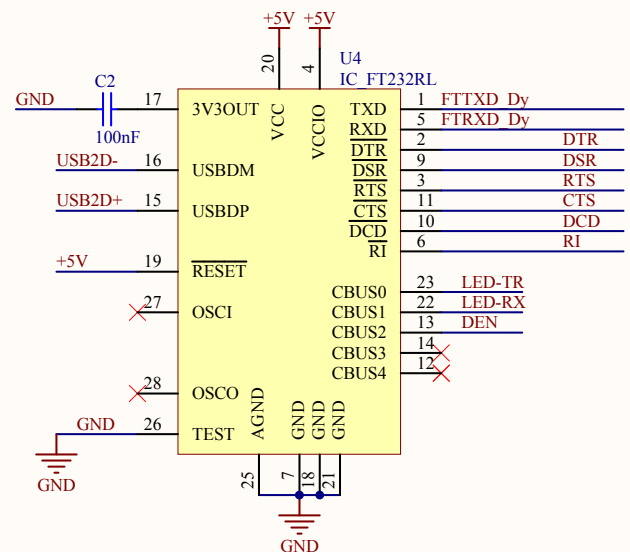 +5V +5V
20 4
U4
IC_FT232RL
C2
GND 17 3V3OUT VCC VCCIO TXD 1 FTTXD_Dy
100nF
RXD 5 FTRXD_Dy
DTR 2 DTR
USB2D- 16 USBDM DSR 9 DSR
RTS 3 RTS
USB2D+ 15 USBDP CTS 11 CTS
DCD 10 DCD
RI 6 RI
+5V 19 RESET
CBUS0 23 LED-TR
27 OSCI CBUS1 22 LED-RX
CBUS2 13 DEN
CBUS3 14
CBUS4 12
28 OSCO
GND 26 TEST AGND GND GND GND
GND
25 7 18 21
GND